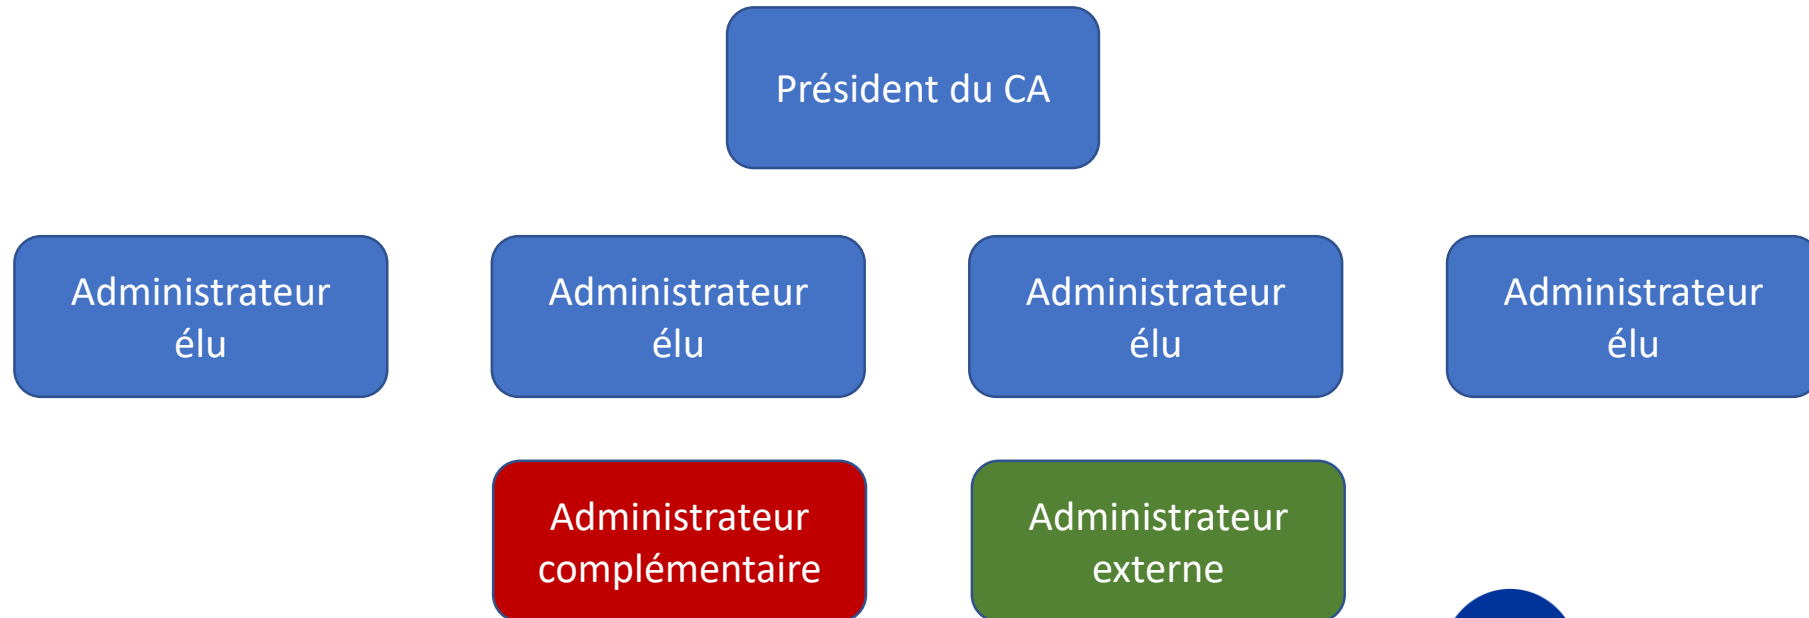 Président du CA
Administrateur
élu
Administrateur
élu
Administrateur
élu
Administrateur
élu
Administrateur
complémentaire
Administrateur
externe